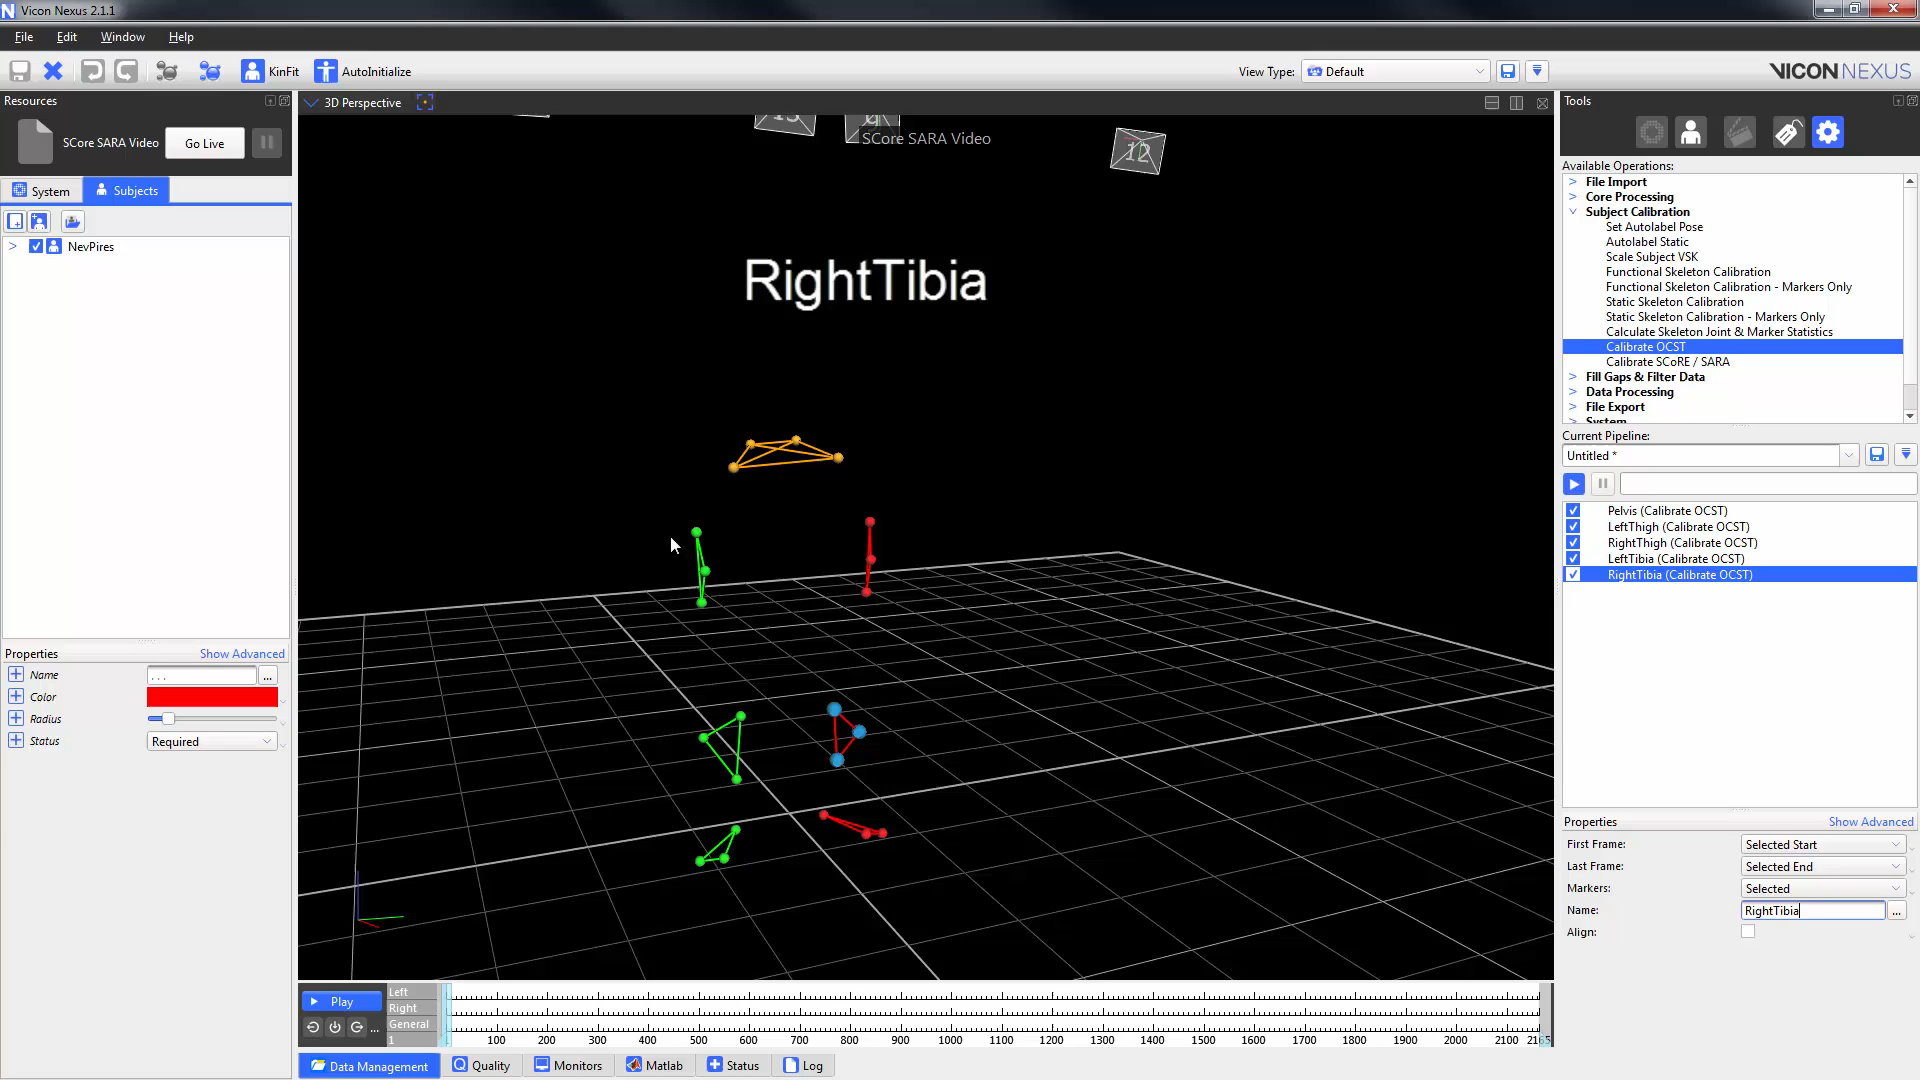 Vicon Nexus 2.1.1
File Edit Window Help
KinFit AutoInitialize View Type: Default VICON NEXUS
Resources
SCore SARA Video Go Live
System Subjects
NevPires
Properties Show Advanced
Name ...
Color
Radius
Status Required
3D Perspective
SCore SARA Video
12
RightTibia
Play
Left
Right
General
1
100 200 300 400 500 600 700 800 900 1000 1100 1200 1300 1400 1500 1600 1700 1800 1900 2000 2100 2165
Data Management Quality Monitors Matlab Status Log
Tools
Available Operations:
File Import
Core Processing
Subject Calibration
Set Autolabel Pose
Autolabel Static
Scale Subject VSK
Functional Skeleton Calibration
Functional Skeleton Calibration - Markers Only
Static Skeleton Calibration
Static Skeleton Calibration - Markers Only
Calculate Skeleton Joint & Marker Statistics
Calibrate OCST
Calibrate SCoRE / SARA
Fill Gaps & Filter Data
Data Processing
File Export
System
Current Pipeline:
Untitled *
Pelvis (Calibrate OCST)
LeftThigh (Calibrate OCST)
RightThigh (Calibrate OCST)
LeftTibia (Calibrate OCST)
RightTibia (Calibrate OCST)
Properties Show Advanced
First Frame: Selected Start
Last Frame: Selected End
Markers: Selected
Name: RightTibia ...
Align: